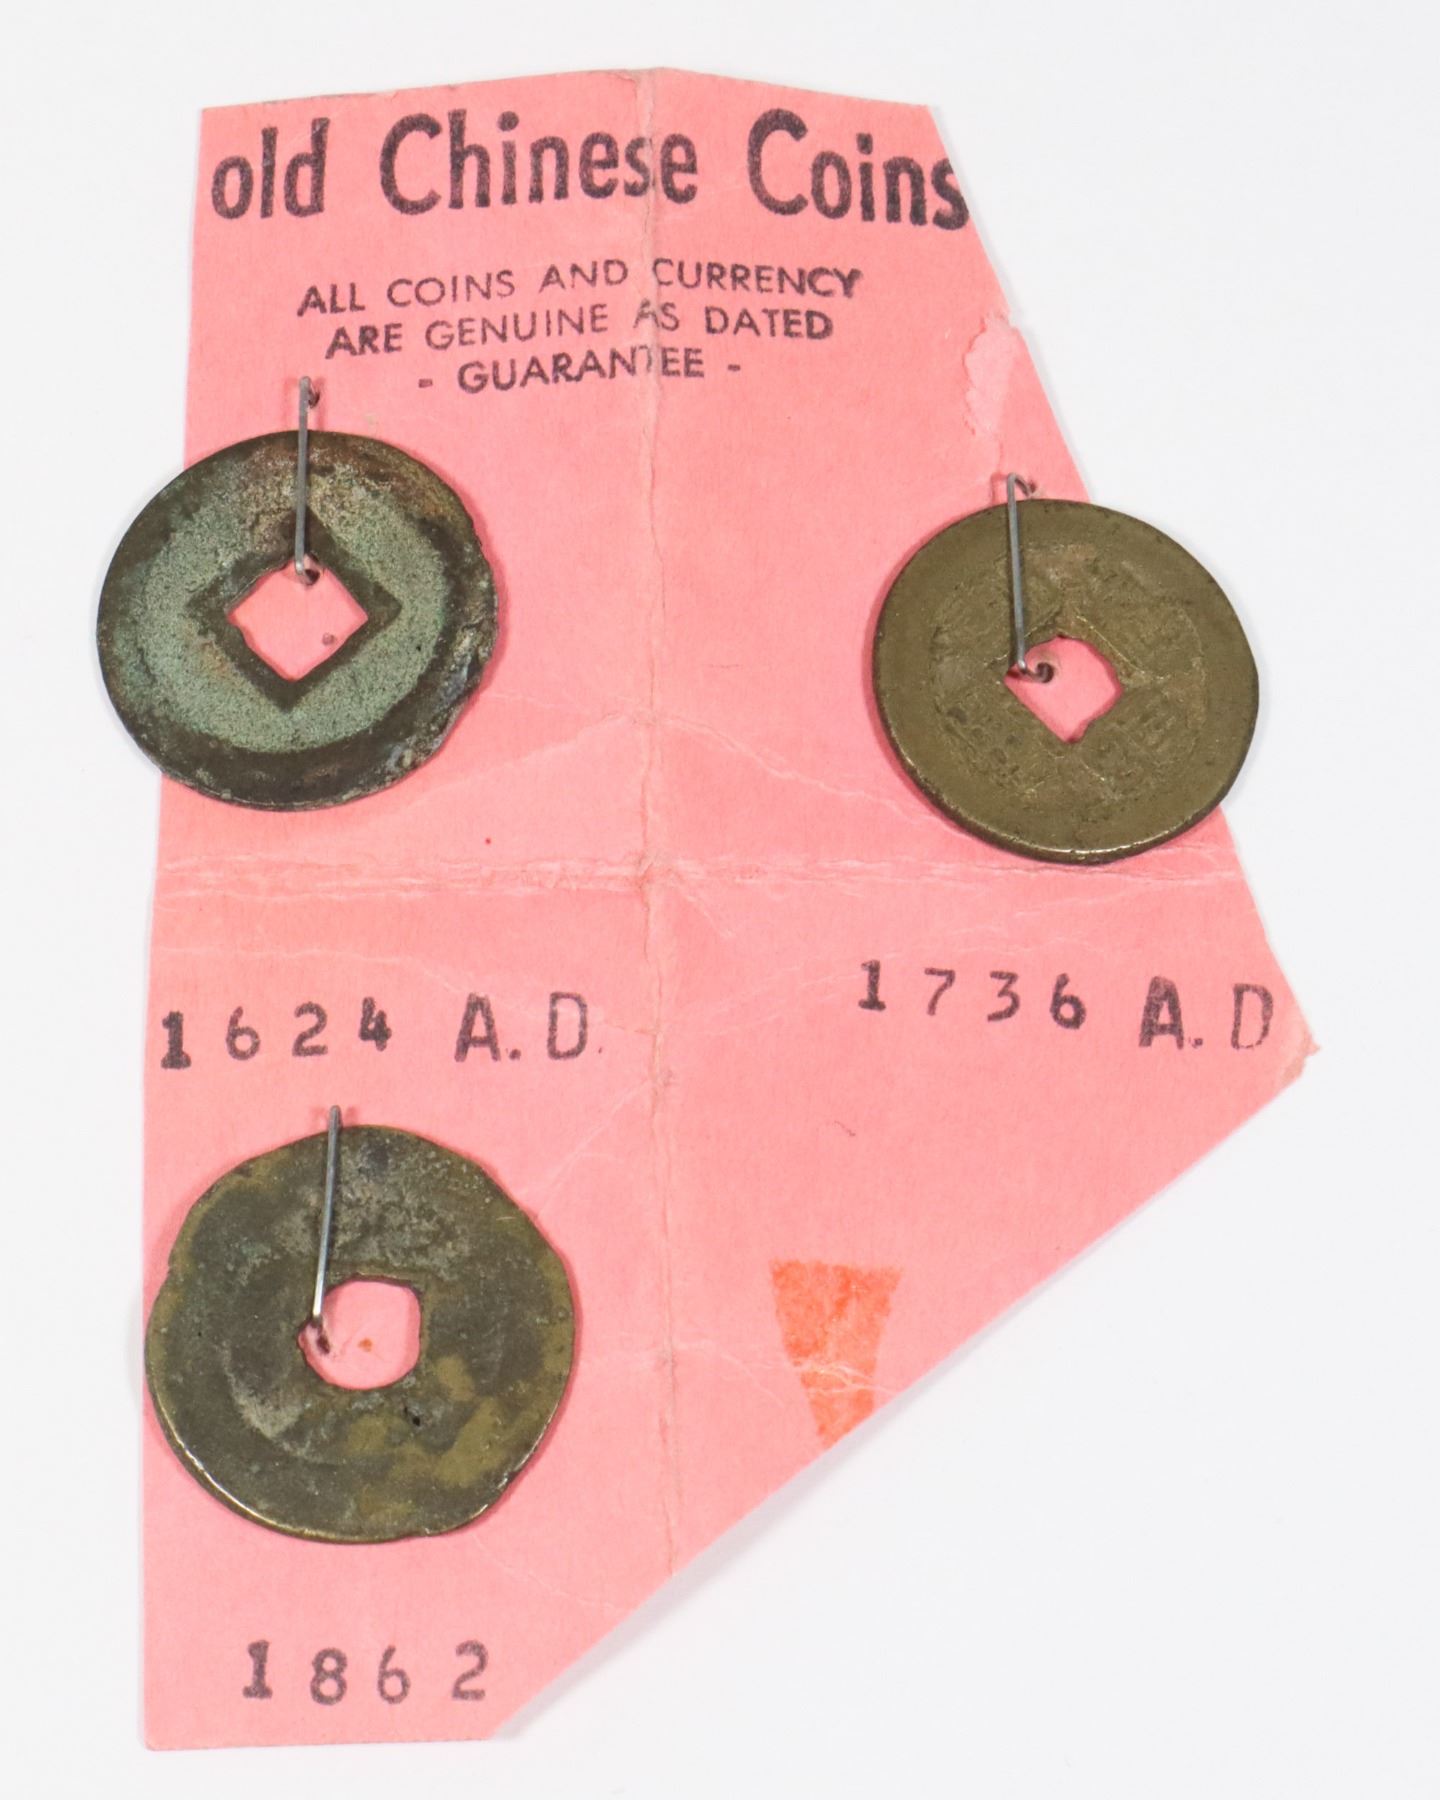 old Chinese Coins
ALL COINS AND CURRENCY
ARE GENUINE AS DATED
- GUARANTEE -
1624 A.D.
1736 A.D
1862